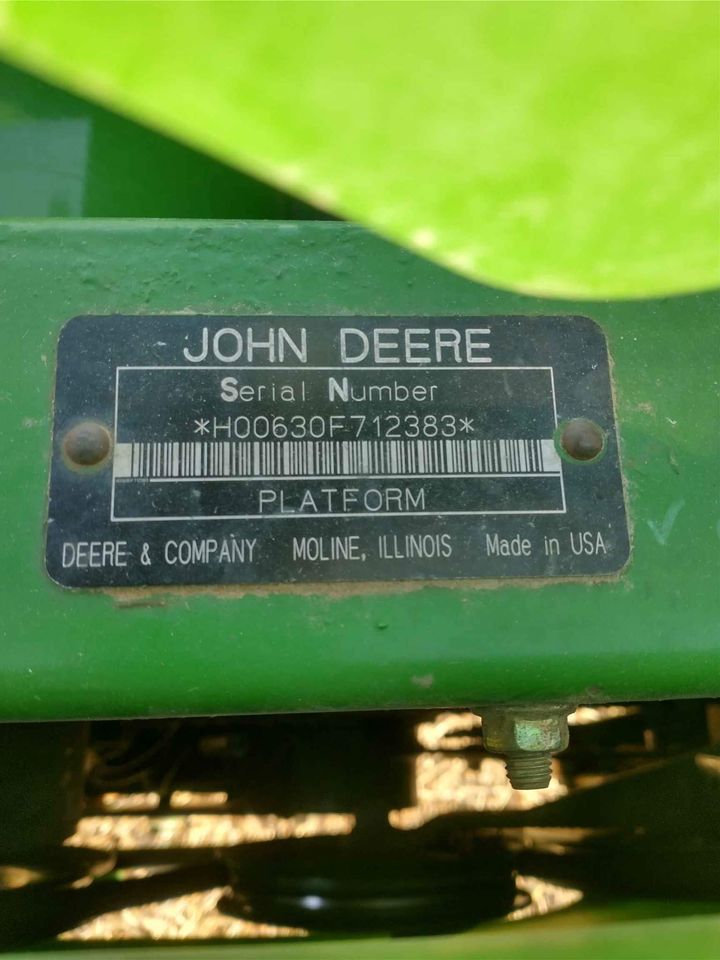 JOHN DEERE
Serial Number
*H00630F712383*
PLATFORM
DEERE & COMPANY MOLINE, ILLINOIS Made in USA